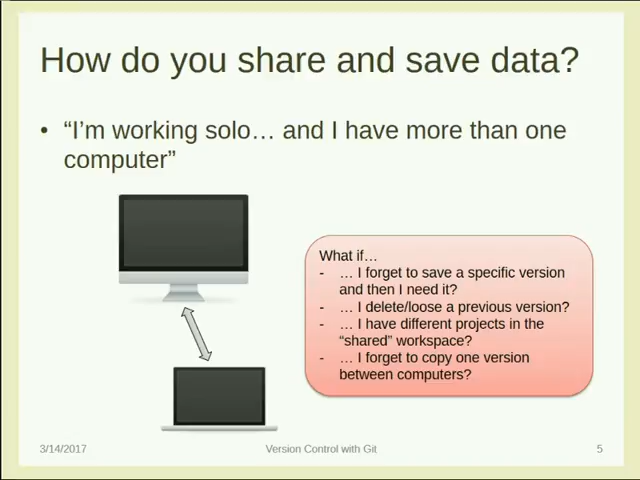 How do you share and save data?
• “I’m working solo… and I have more than one
computer”
What if…
- … I forget to save a specific version
and then I need it?
- … I delete/loose a previous version?
- … I have different projects in the
“shared” workspace?
- … I forget to copy one version
between computers?
3/14/2017
Version Control with Git
5